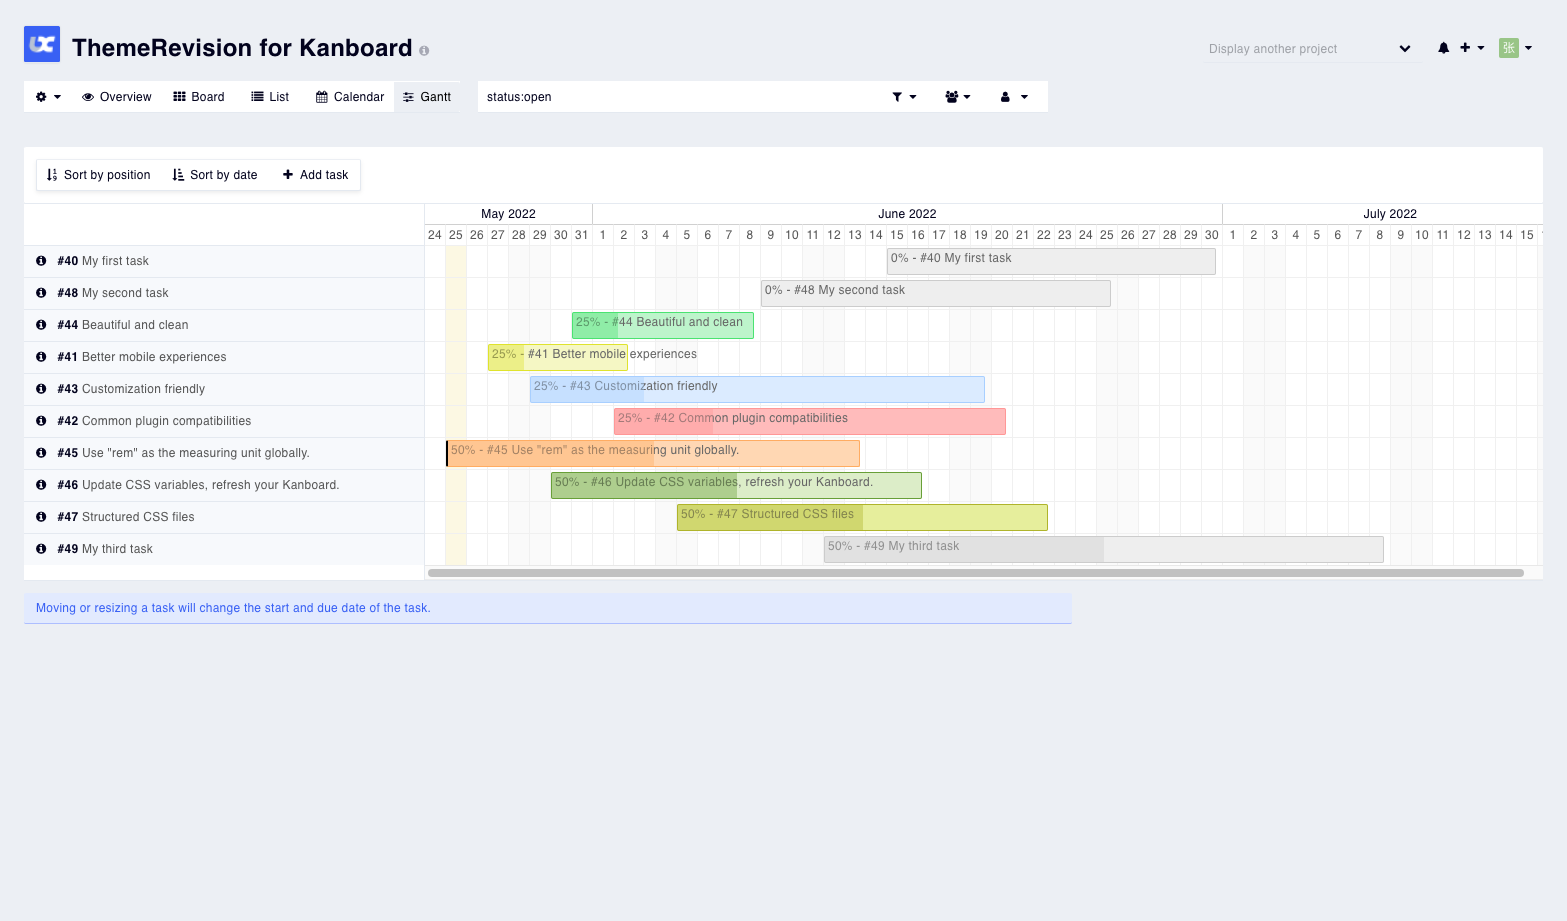 ThemeRevision for Kanboard
Display another project
张
Overview Board List Calendar Gantt
status:open
Sort by position Sort by date Add task
May 2022 June 2022 July 2022
24 25 26 27 28 29 30 31 1 2 3 4 5 6 7 8 9 10 11 12 13 14 15 16 17 18 19 20 21 22 23 24 25 26 27 28 29 30 1 2 3 4 5 6 7 8 9 10 11 12 13 14 15
#40 My first task 0% - #40 My first task
#48 My second task 0% - #48 My second task
#44 Beautiful and clean 25% - #44 Beautiful and clean
#41 Better mobile experiences 25% - #41 Better mobile experiences
#43 Customization friendly 25% - #43 Customization friendly
#42 Common plugin compatibilities 25% - #42 Common plugin compatibilities
#45 Use "rem" as the measuring unit globally. 50% - #45 Use "rem" as the measuring unit globally.
#46 Update CSS variables, refresh your Kanboard. 50% - #46 Update CSS variables, refresh your Kanboard.
#47 Structured CSS files 50% - #47 Structured CSS files
#49 My third task 50% - #49 My third task
Moving or resizing a task will change the start and due date of the task.